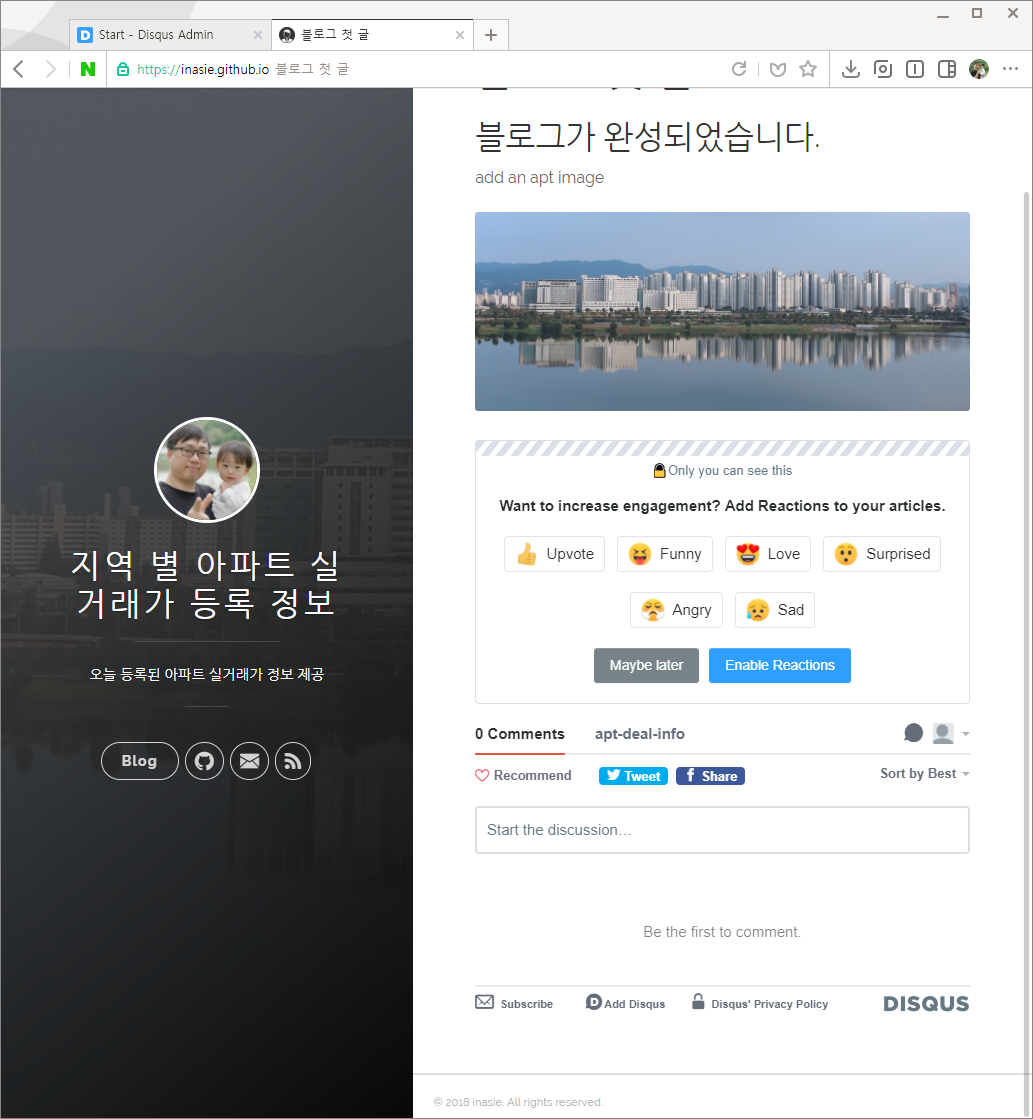 Start - Disqus Admin
블로그 첫 글
https://inasie.github.io 블로그 첫 글
블로그가 완성되었습니다.
add an apt image
Only you can see this
Want to increase engagement? Add Reactions to your articles.
Upvote Funny Love Surprised
Angry Sad
Maybe later Enable Reactions
지역 별 아파트 실
거래가 등록 정보
오늘 등록된 아파트 실거래가 정보 제공
Blog
0 Comments apt-deal-info
Recommend Tweet Share Sort by Best
Start the discussion…
Be the first to comment.
Subscribe Add Disqus Disqus' Privacy Policy DISQUS
© 2018 inasie. All rights reserved.